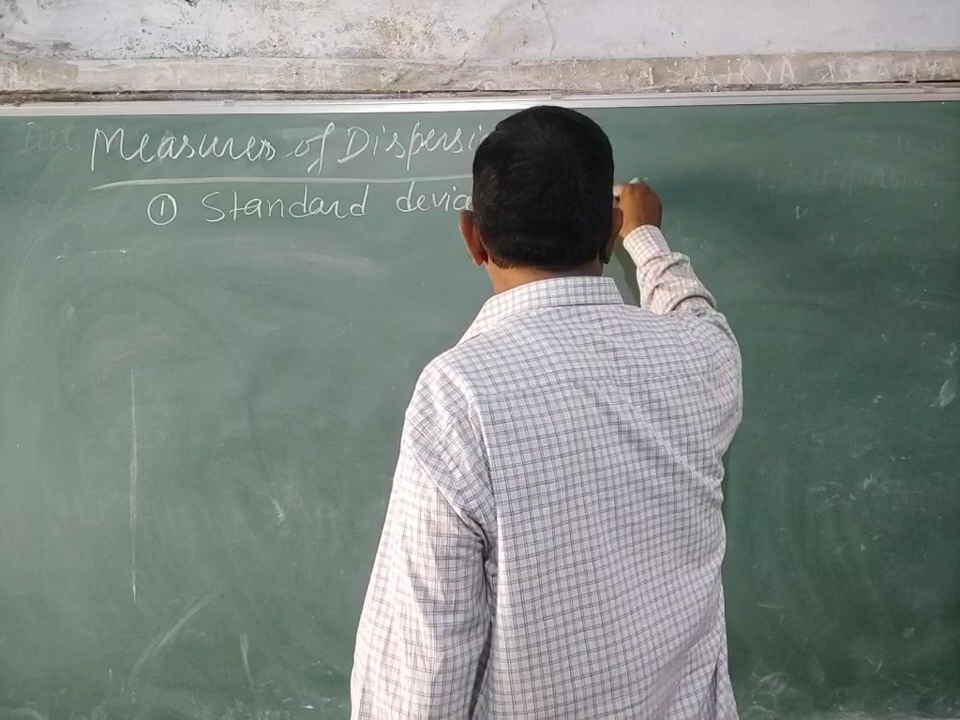 Measures of Dispersi
① Standard devia